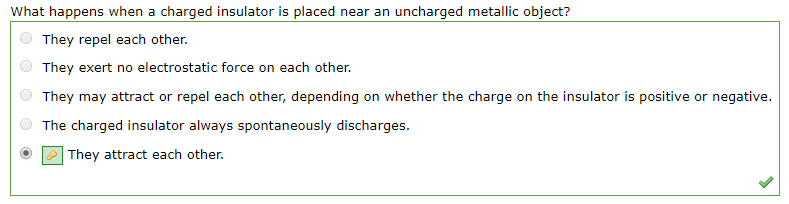 What happens when a charged insulator is placed near an uncharged metallic object?
They repel each other.
They exert no electrostatic force on each other.
They may attract or repel each other, depending on whether the charge on the insulator is positive or negative.
The charged insulator always spontaneously discharges.
They attract each other.